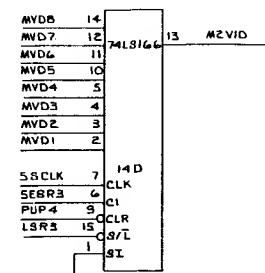 MVD8 14
MVD7 12 74LS166 13 M2VID
MVD6 11
MVD5 10
MVD4 5
MVD3 4
MVD2 3
MVD1 2
14D
SSCLK 7 CLK
SEBR3 6 CI
PUP4 9 CLR
LSR3 15 S/L̅
1 SI